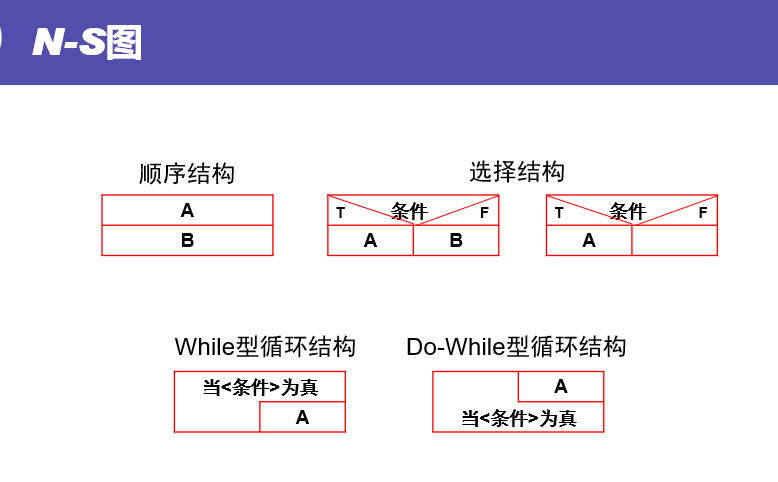 N-S图
顺序结构
选择结构
A
B
T 条件 F
A B
T 条件 F
A
While型循环结构
Do-While型循环结构
当<条件>为真
A
A
当<条件>为真